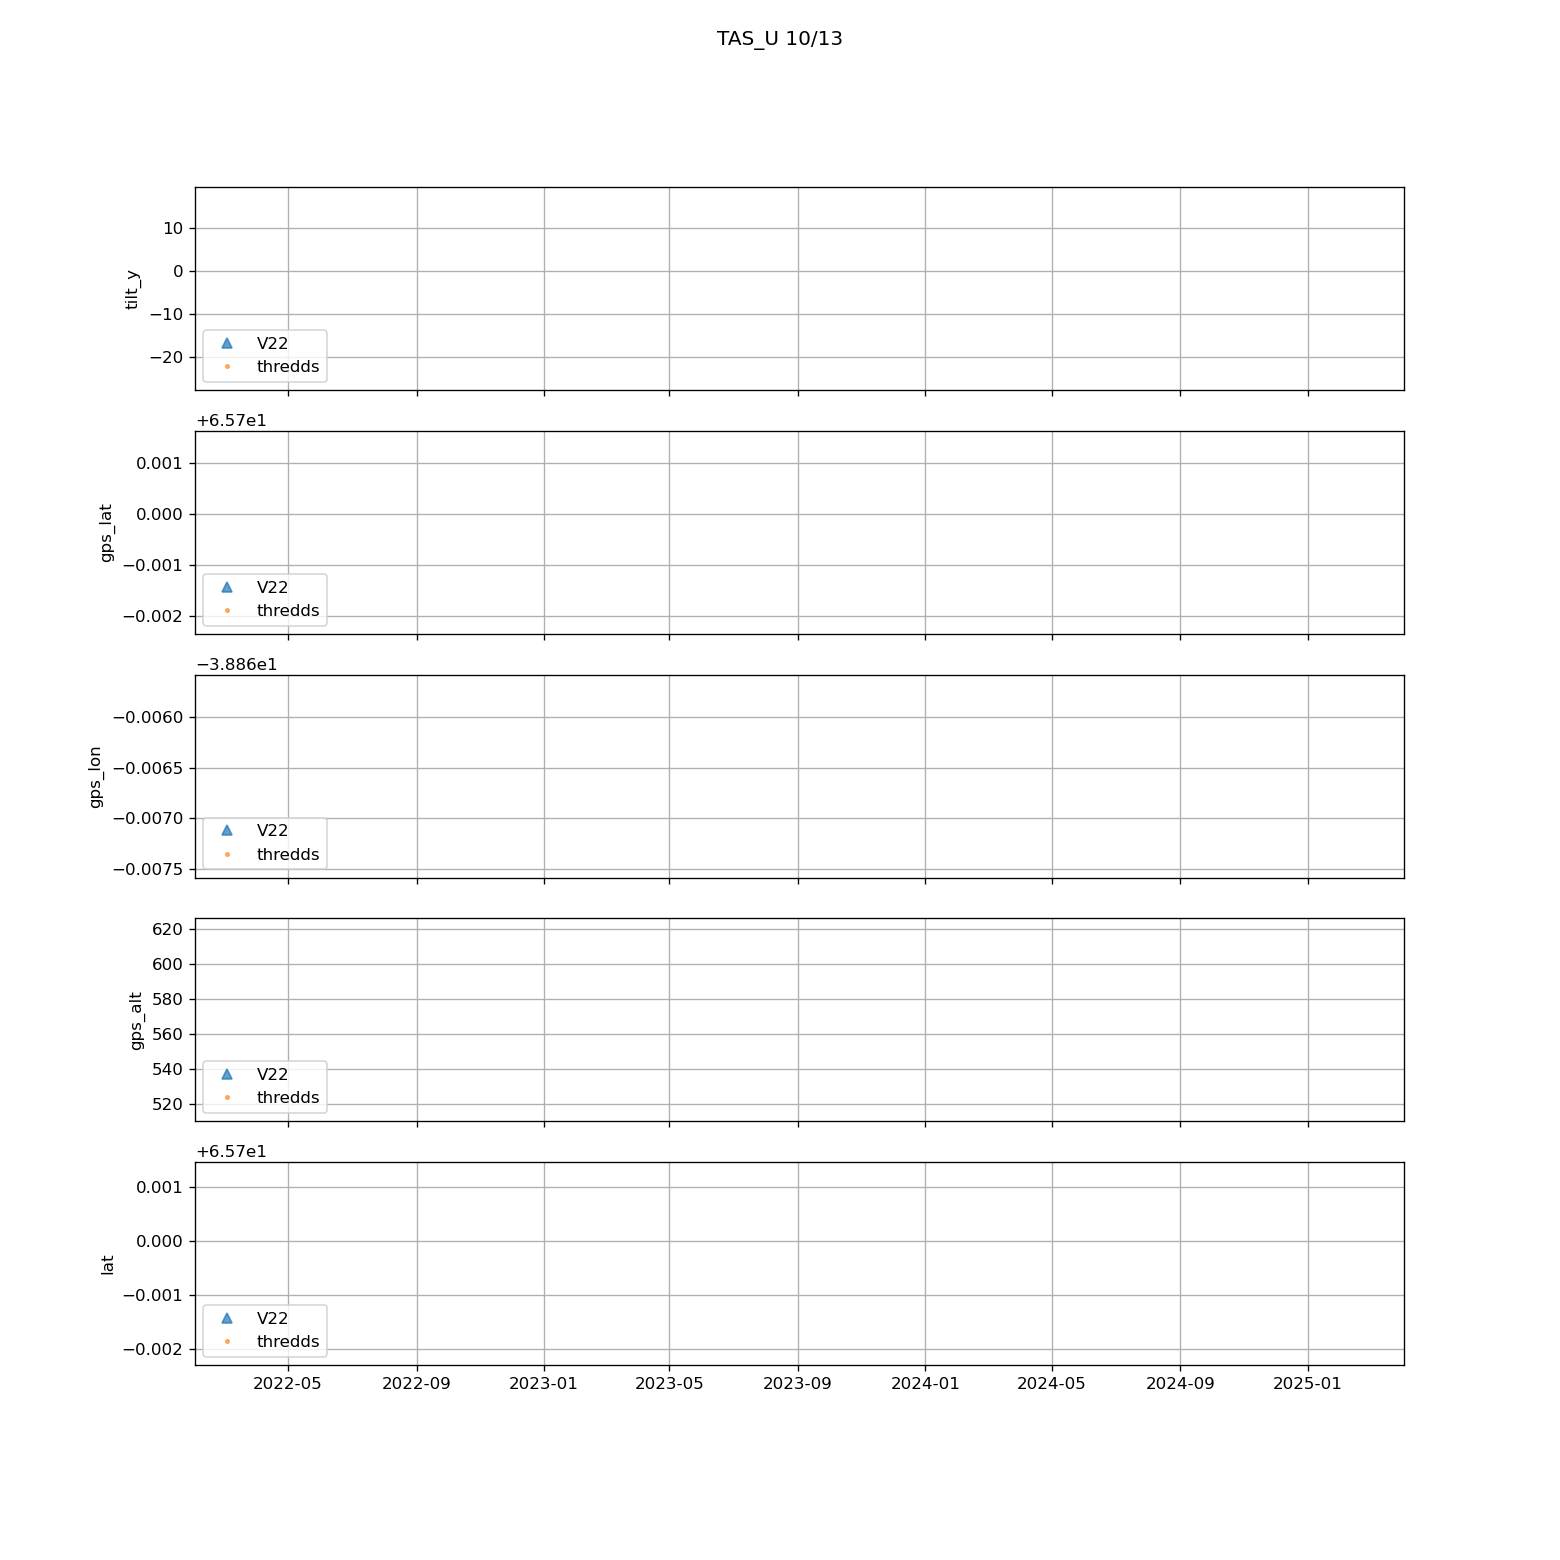 TAS_U 10/13
10
0
−10
−20
tilt_y
V22
thredds
+6.57e1
0.001
0.000
−0.001
−0.002
gps_lat
V22
thredds
−3.886e1
−0.0060
−0.0065
−0.0070
−0.0075
gps_lon
V22
thredds
620
600
580
560
540
520
gps_alt
V22
thredds
+6.57e1
0.001
0.000
−0.001
−0.002
lat
V22
thredds
2022-05 2022-09 2023-01 2023-05 2023-09 2024-01 2024-05 2024-09 2025-01